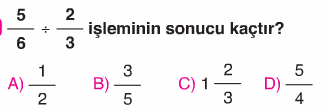 5/6 ÷ 2/3 işleminin sonucu kaçtır?
A) 1/2 B) 3/5 C) 1 2/3 D) 5/4